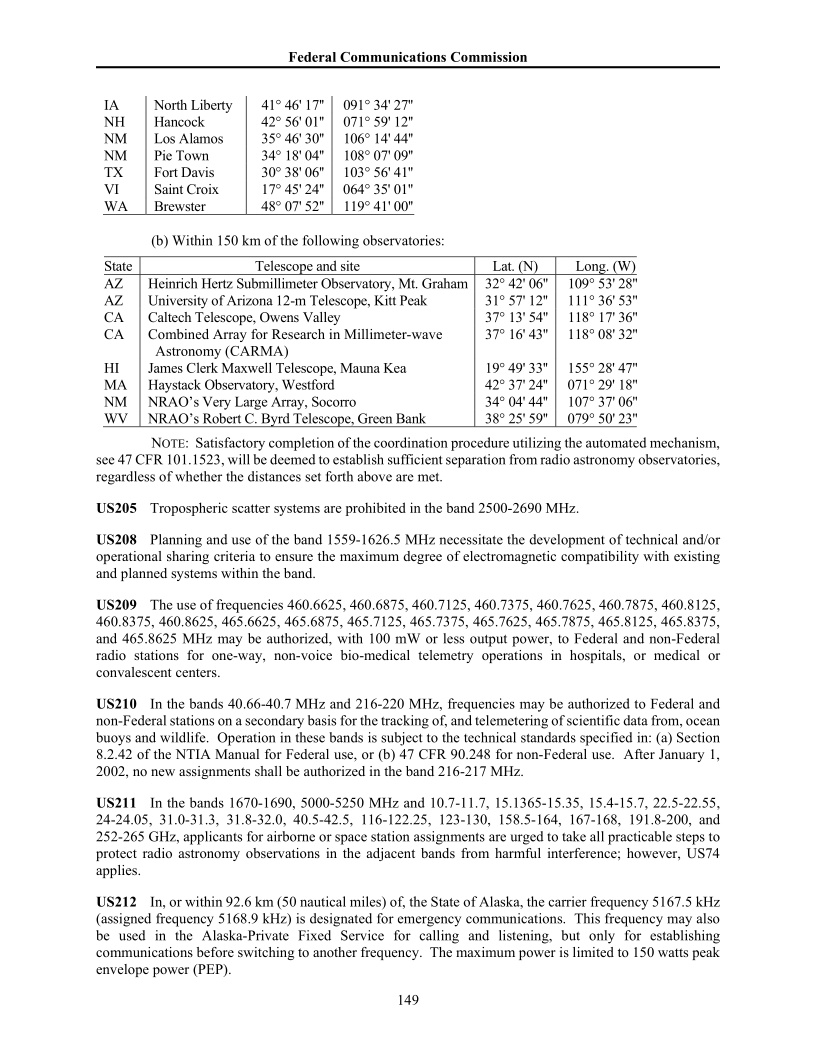 Federal Communications Commission
IA North Liberty 41° 46' 17" 091° 34' 27"
NH Hancock 42° 56' 01" 071° 59' 12"
NM Los Alamos 35° 46' 30" 106° 14' 44"
NM Pie Town 34° 18' 04" 108° 07' 09"
TX Fort Davis 30° 38' 06" 103° 56' 41"
VI Saint Croix 17° 45' 24" 064° 35' 01"
WA Brewster 48° 07' 52" 119° 41' 00"
(b) Within 150 km of the following observatories:
State Telescope and site Lat. (N) Long. (W)
AZ Heinrich Hertz Submillimeter Observatory, Mt. Graham 32° 42' 06" 109° 53' 28"
AZ University of Arizona 12-m Telescope, Kitt Peak 31° 57' 12" 111° 36' 53"
CA Caltech Telescope, Owens Valley 37° 13' 54" 118° 17' 36"
CA Combined Array for Research in Millimeter-wave 37° 16' 43" 118° 08' 32"
Astronomy (CARMA)
HI James Clerk Maxwell Telescope, Mauna Kea 19° 49' 33" 155° 28' 47"
MA Haystack Observatory, Westford 42° 37' 24" 071° 29' 18"
NM NRAO’s Very Large Array, Socorro 34° 04' 44" 107° 37' 06"
WV NRAO’s Robert C. Byrd Telescope, Green Bank 38° 25' 59" 079° 50' 23"
NOTE: Satisfactory completion of the coordination procedure utilizing the automated mechanism,
see 47 CFR 101.1523, will be deemed to establish sufficient separation from radio astronomy observatories,
regardless of whether the distances set forth above are met.
US205 Tropospheric scatter systems are prohibited in the band 2500-2690 MHz.
US208 Planning and use of the band 1559-1626.5 MHz necessitate the development of technical and/or
operational sharing criteria to ensure the maximum degree of electromagnetic compatibility with existing
and planned systems within the band.
US209 The use of frequencies 460.6625, 460.6875, 460.7125, 460.7375, 460.7625, 460.7875, 460.8125,
460.8375, 460.8625, 465.6625, 465.6875, 465.7125, 465.7375, 465.7625, 465.7875, 465.8125, 465.8375,
and 465.8625 MHz may be authorized, with 100 mW or less output power, to Federal and non-Federal
radio stations for one-way, non-voice bio-medical telemetry operations in hospitals, or medical or
convalescent centers.
US210 In the bands 40.66-40.7 MHz and 216-220 MHz, frequencies may be authorized to Federal and
non-Federal stations on a secondary basis for the tracking of, and telemetering of scientific data from, ocean
buoys and wildlife. Operation in these bands is subject to the technical standards specified in: (a) Section
8.2.42 of the NTIA Manual for Federal use, or (b) 47 CFR 90.248 for non-Federal use. After January 1,
2002, no new assignments shall be authorized in the band 216-217 MHz.
US211 In the bands 1670-1690, 5000-5250 MHz and 10.7-11.7, 15.1365-15.35, 15.4-15.7, 22.5-22.55,
24-24.05, 31.0-31.3, 31.8-32.0, 40.5-42.5, 116-122.25, 123-130, 158.5-164, 167-168, 191.8-200, and
252-265 GHz, applicants for airborne or space station assignments are urged to take all practicable steps to
protect radio astronomy observations in the adjacent bands from harmful interference; however, US74
applies.
US212 In, or within 92.6 km (50 nautical miles) of, the State of Alaska, the carrier frequency 5167.5 kHz
(assigned frequency 5168.9 kHz) is designated for emergency communications. This frequency may also
be used in the Alaska-Private Fixed Service for calling and listening, but only for establishing
communications before switching to another frequency. The maximum power is limited to 150 watts peak
envelope power (PEP).
149